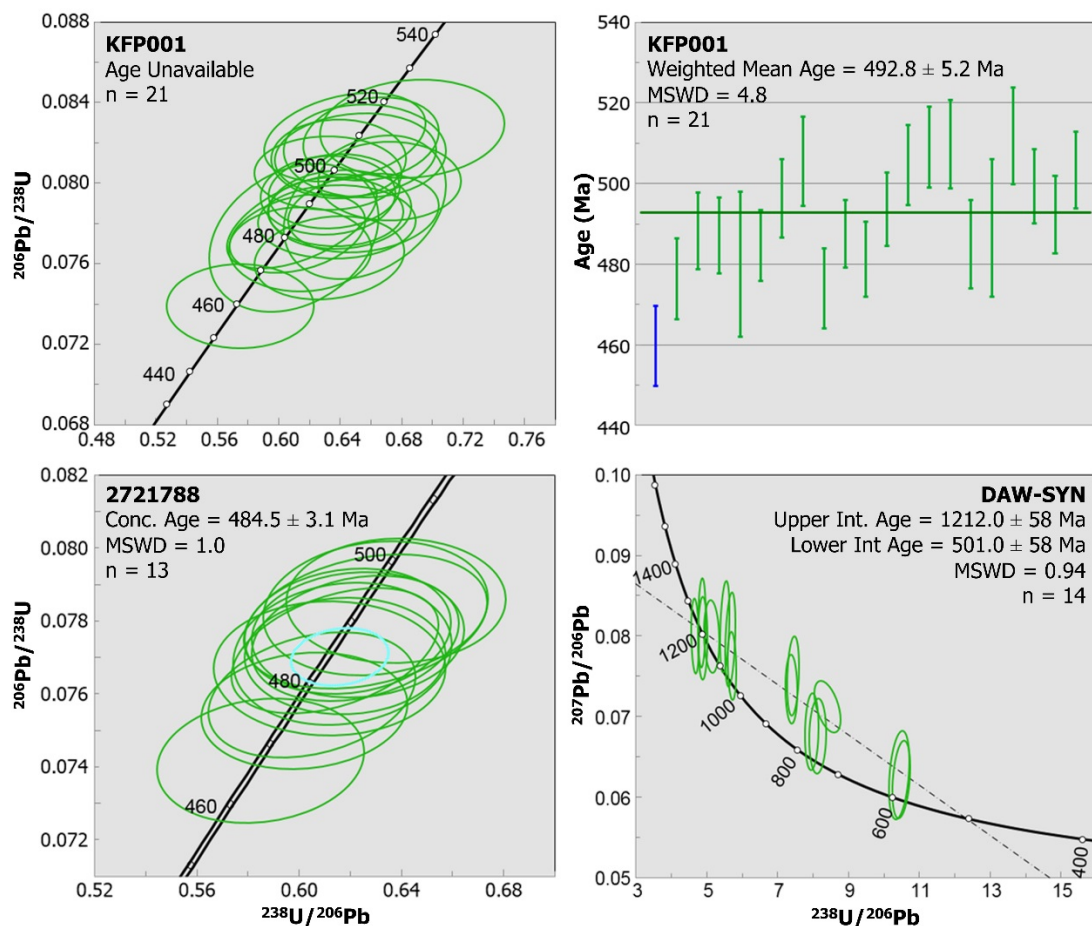 KFP001
Age Unavailable
n = 21
206Pb/238U
0.088
0.084
0.080
0.076
0.072
0.068
540
520
500
480
460
440
0.48
0.52
0.56
0.60
0.64
0.68
0.72
0.76
KFP001
Weighted Mean Age = 492.8 ± 5.2 Ma
MSWD = 4.8
n = 21
Age (Ma)
540
520
500
480
460
440
2721788
Conc. Age = 484.5 ± 3.1 Ma
MSWD = 1.0
n = 13
206Pb/238U
0.082
0.080
0.078
0.076
0.074
0.072
500
480
460
0.52
0.56
0.60
0.64
0.68
238U/206Pb
DAW-SYN
Upper Int. Age = 1212.0 ± 58 Ma
Lower Int Age = 501.0 ± 58 Ma
MSWD = 0.94
n = 14
207Pb/206Pb
0.10
0.09
0.08
0.07
0.06
0.05
1400
1200
1000
800
600
400
3
5
7
9
11
13
15
238U/206Pb